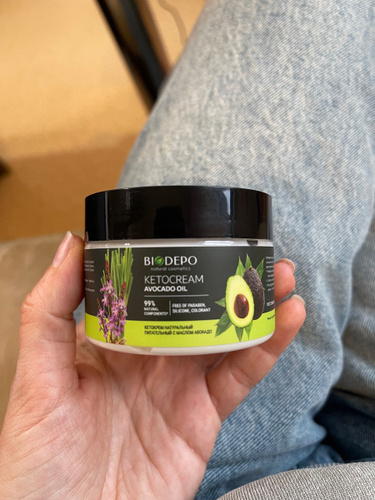 BIODEPO
natural cosmetics
KETOCREAM
AVOCADO OIL
99%
NATURAL
COMPONENTS
FREE OF PARABEN,
SILICONE, COLORANT
КЕТОКРЕМ НАТУРАЛЬНЫЙ
ПИТАТЕЛЬНЫЙ С МАСЛОМ АВОКАДО